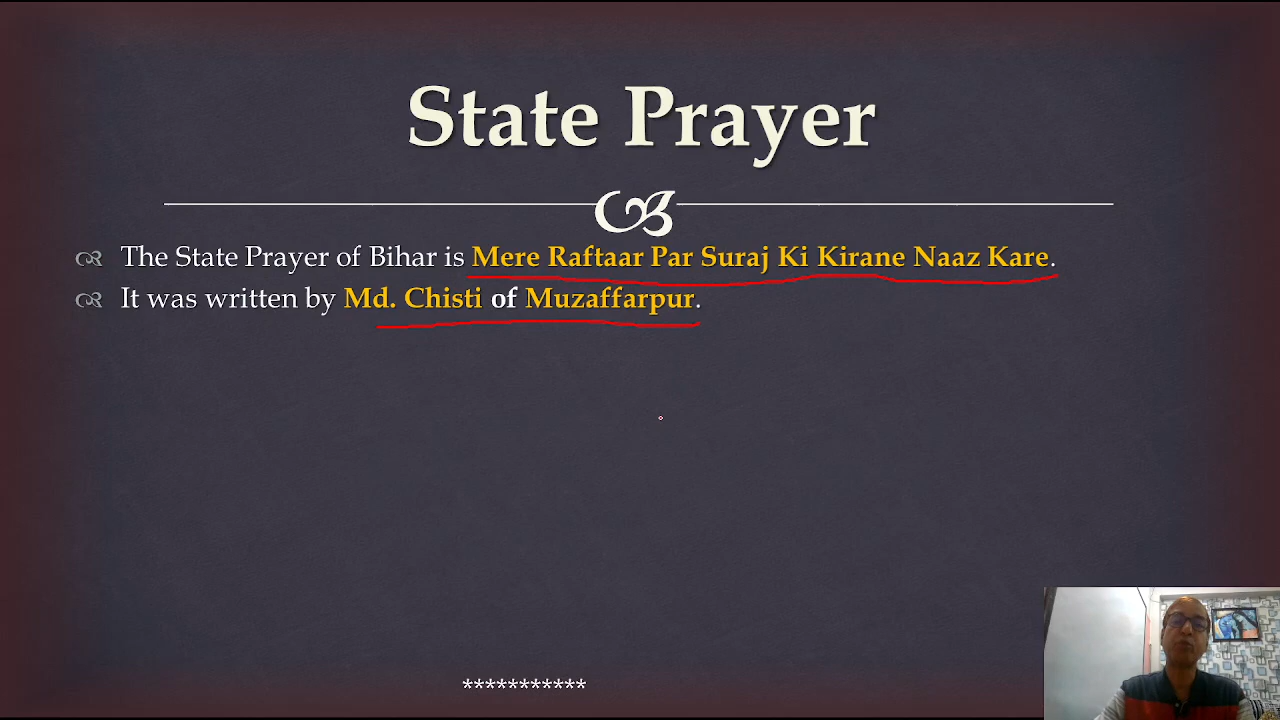 State Prayer
The State Prayer of Bihar is Mere Raftaar Par Suraj Ki Kirane Naaz Kare.
It was written by Md. Chisti of Muzaffarpur.
***********